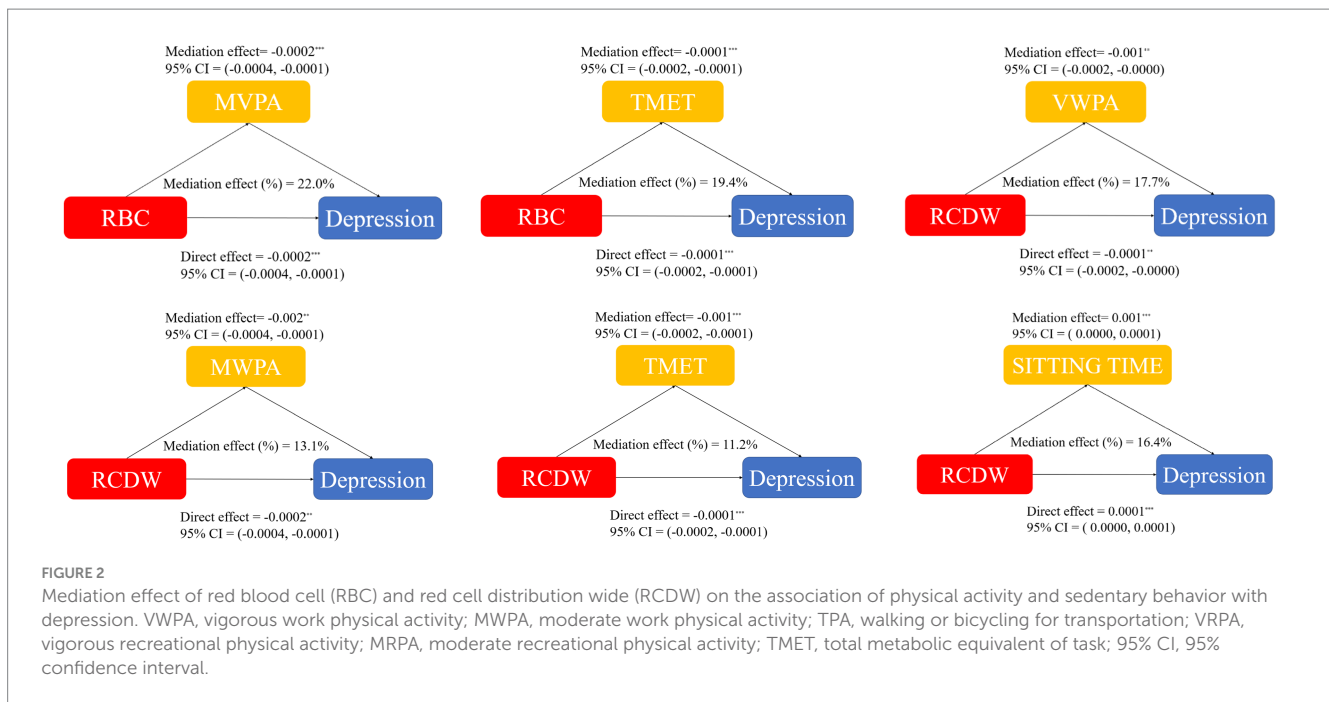 Mediation effect= -0.0002***
95% CI = (-0.0004, -0.0001)
MVPA
Mediation effect (%) = 22.0%
RBC
Depression
Direct effect = -0.0002***
95% CI = (-0.0004, -0.0001)
Mediation effect= -0.0001***
95% CI = (-0.0002, -0.0001)
TMET
Mediation effect (%) = 19.4%
RBC
Depression
Direct effect = -0.0001***
95% CI = (-0.0002, -0.0001)
Mediation effect= -0.001**
95% CI = (-0.0002, -0.0000)
VWPA
Mediation effect (%) = 17.7%
RCDW
Depression
Direct effect = -0.0001**
95% CI = (-0.0002, -0.0000)
Mediation effect= -0.002**
95% CI = (-0.0004, -0.0001)
MWPA
Mediation effect (%) = 13.1%
RCDW
Depression
Direct effect = -0.0002**
95% CI = (-0.0004, -0.0001)
Mediation effect= -0.001***
95% CI = (-0.0002, -0.0001)
TMET
Mediation effect (%) = 11.2%
RCDW
Depression
Direct effect = -0.0001***
95% CI = (-0.0002, -0.0001)
Mediation effect= 0.001***
95% CI = ( 0.0000, 0.0001)
SITTING TIME
Mediation effect (%) = 16.4%
RCDW
Depression
Direct effect = 0.0001***
95% CI = ( 0.0000, 0.0001)
FIGURE 2
Mediation effect of red blood cell (RBC) and red cell distribution wide (RCDW) on the association of physical activity and sedentary behavior with
depression. VWPA, vigorous work physical activity; MWPA, moderate work physical activity; TPA, walking or bicycling for transportation; VRPA,
vigorous recreational physical activity; MRPA, moderate recreational physical activity; TMET, total metabolic equivalent of task; 95% CI, 95%
confidence interval.